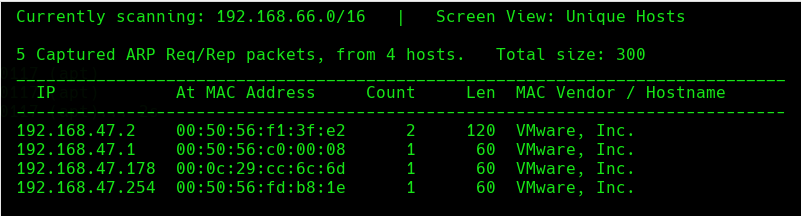 Currently scanning: 192.168.66.0/16   |   Screen View: Unique Hosts
5 Captured ARP Req/Rep packets, from 4 hosts.   Total size: 300
_____________________________________________________________________________
  IP            At MAC Address     Count     Len  MAC Vendor / Hostname
-----------------------------------------------------------------------------
192.168.47.2    00:50:56:f1:3f:e2      2     120  VMware, Inc.
192.168.47.1    00:50:56:c0:00:08      1      60  VMware, Inc.
192.168.47.178  00:0c:29:cc:6c:6d      1      60  VMware, Inc.
192.168.47.254  00:50:56:fd:b8:1e      1      60  VMware, Inc.